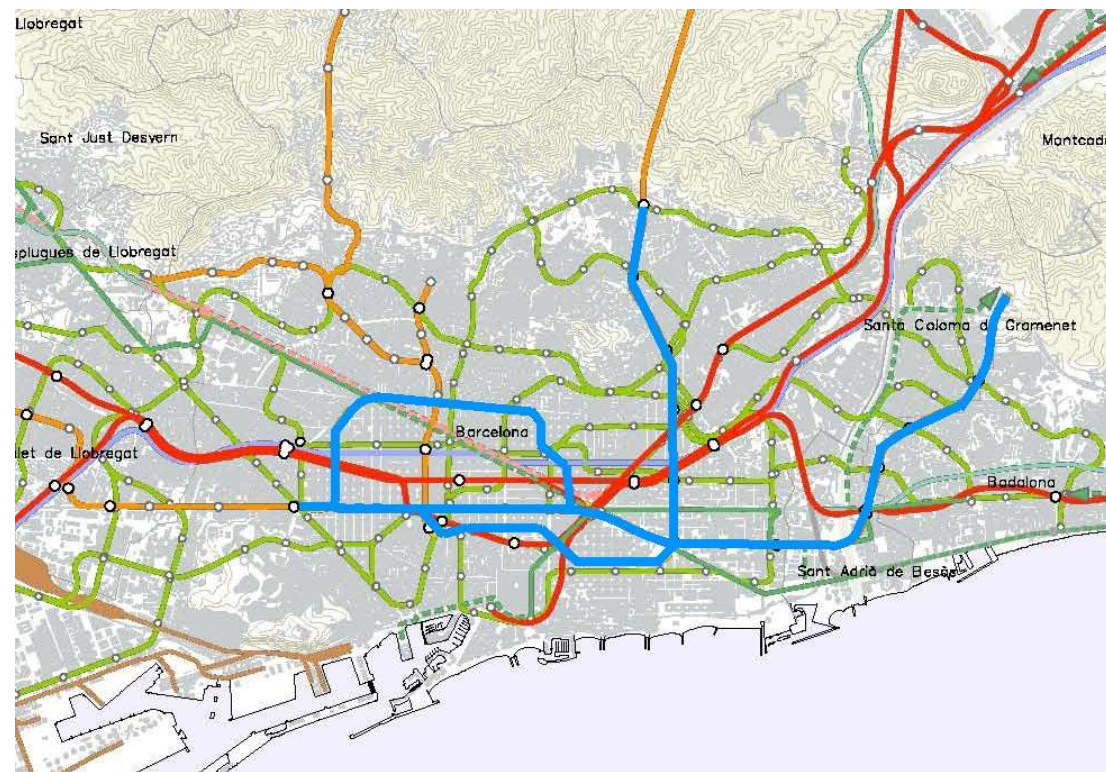 Llobregat
Sant Just Desvern
Montcada
splugues de Llobregat
Santa Coloma de Gramenet
Barcelona
let de Llobregat
Badalona
Sant Adrià de Besòs